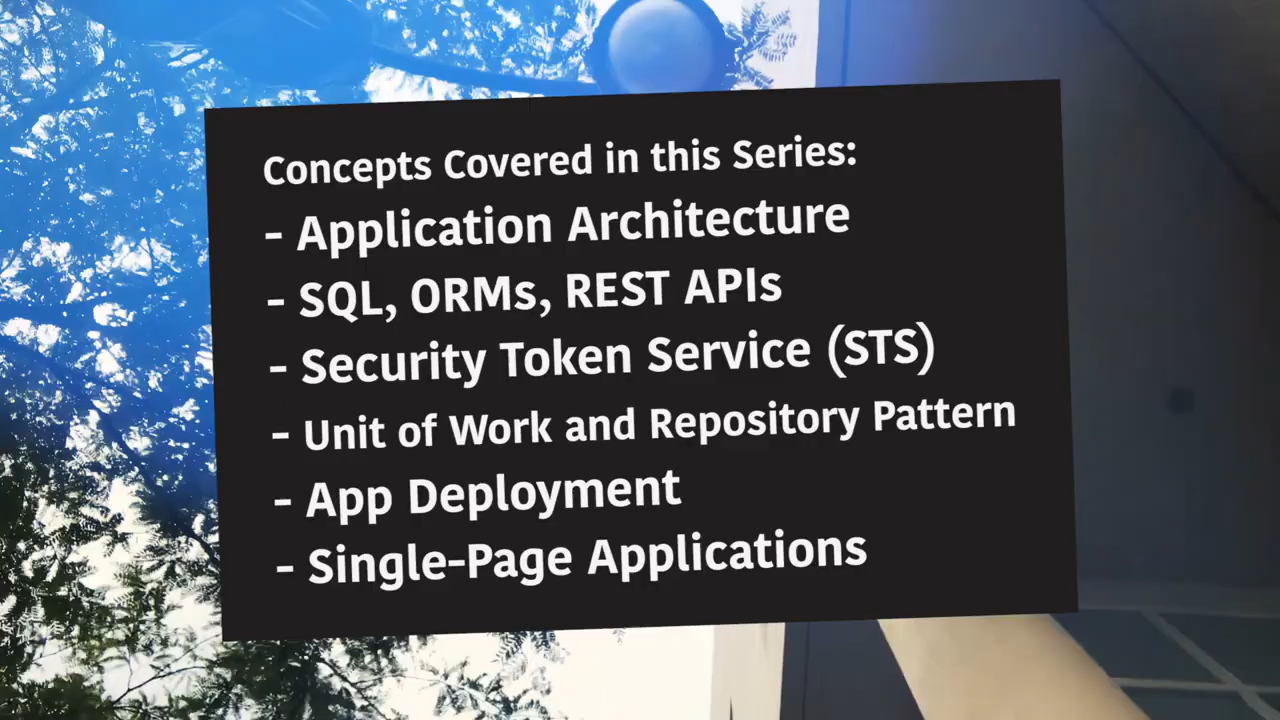 Concepts Covered in this Series:
- Application Architecture
- SQL, ORMs, REST APIs
- Security Token Service (STS)
- Unit of Work and Repository Pattern
- App Deployment
- Single-Page Applications